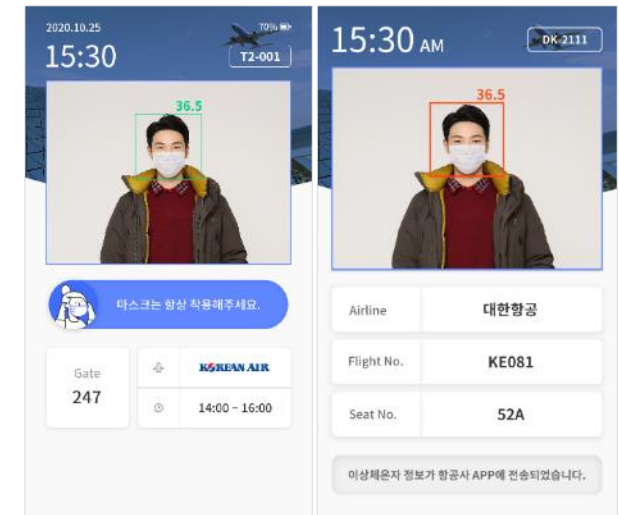 2020.10.25
70%
15:30
T2-001
36.5
마스크는 항상 착용해주세요.
Gate
247
KOREAN AIR
14:00 - 16:00
15:30 AM
DK-2111
36.5
Airline
대한항공
Flight No.
KE081
Seat No.
52A
이상체온자 정보가 항공사 APP에 전송되었습니다.